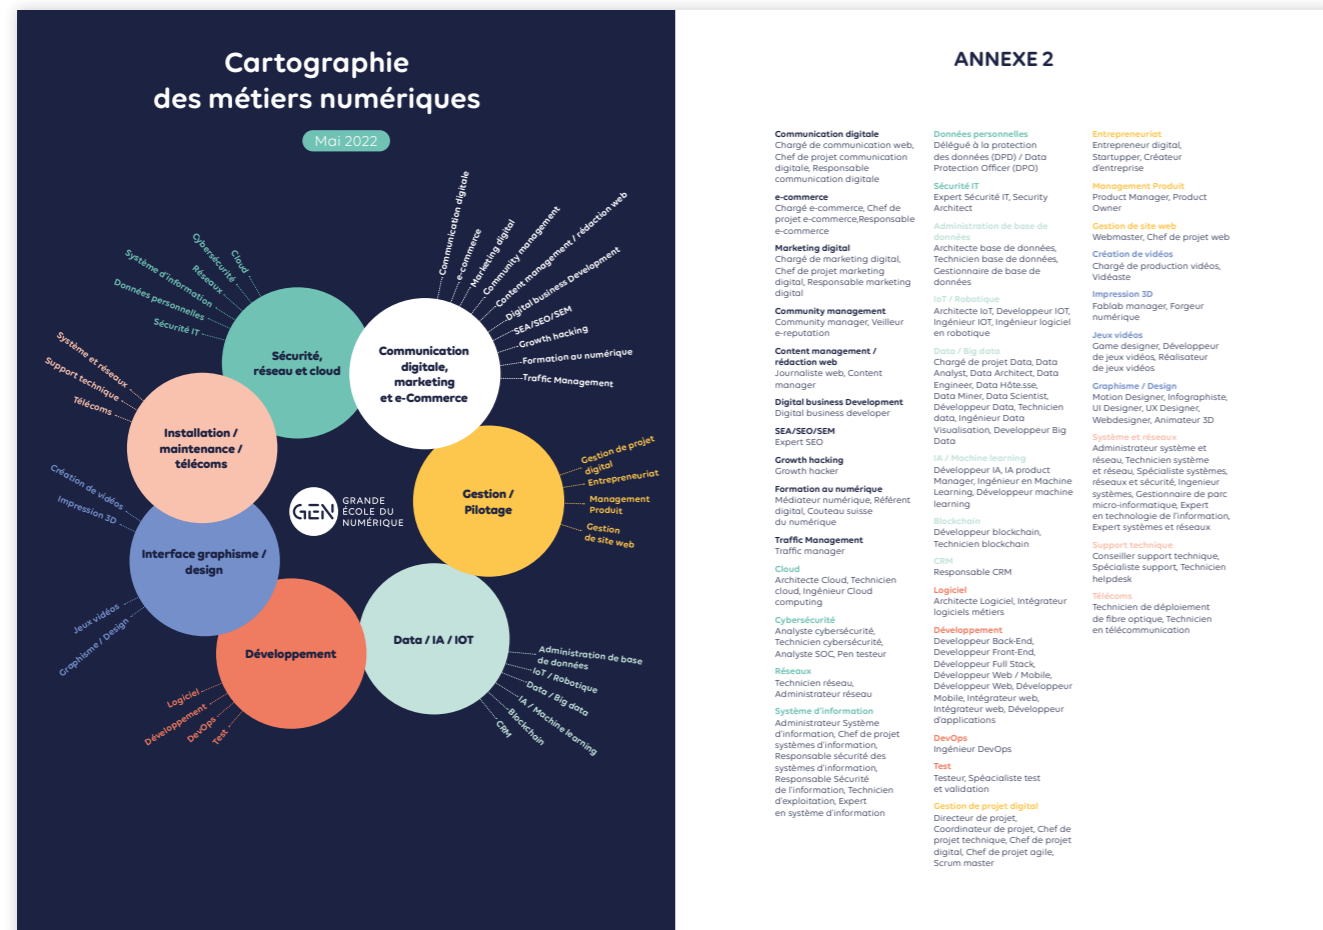 Cartographie
des métiers numériques
Mai 2022
Communication digitale
e-commerce
Marketing digital
Community management
Content management / rédaction web
Digital business Development
SEA/SEO/SEM
Growth hacking
Formation au numérique
Traffic Management
Cloud
Cybersécurité
Réseaux
Système d'information
Données personnelles
Sécurité IT
Sécurité,
réseau et cloud
Communication
digitale,
marketing
et e-Commerce
Système et réseaux
Support technique
Télécoms
Installation /
maintenance /
télécoms
Gestion /
Pilotage
Gestion de projet
digital
Entrepreneuriat
Management
Produit
Gestion
de site web
Création de vidéos
Impression 3D
GEN
GRANDE
ÉCOLE DU
NUMÉRIQUE
Interface graphisme /
design
Jeux vidéos
Graphisme / Design
Développement
Data / IA / IOT
Logiciel
Développement
DevOps
Test
Administration de base
de données
IoT / Robotique
Data / Big data
IA / Machine learning
Blockchain
CRM
ANNEXE 2
Communication digitale
Chargé de communication web,
Chef de projet communication
digitale, Responsable
communication digitale
e-commerce
Chargé e-commerce, Chef de
projet e-commerce,Responsable
e-commerce
Marketing digital
Chargé de marketing digital,
Chef de projet marketing
digital, Responsable marketing
digital
Community management
Community manager, Veilleur
e-reputation
Content management /
rédaction web
Journaliste web, Content
manager
Digital business Development
Digital business developer
SEA/SEO/SEM
Expert SEO
Growth hacking
Growth hacker
Formation au numérique
Médiateur numérique, Référent
digital, Couteau suisse
du numérique
Traffic Management
Traffic manager
Cloud
Architecte Cloud, Technicien
cloud, Ingénieur Cloud
computing
Cybersécurité
Analyste cybersécurité,
Technicien cybersécurité,
Analyste SOC, Pen testeur
Réseaux
Technicien réseau,
Administrateur réseau
Système d'information
Administrateur Système
d'information, Chef de projet
systèmes d'information,
Responsable sécurité des
systèmes d'information,
Responsable Sécurité
de l'information, Technicien
d'exploitation, Expert
en système d'information
Données personnelles
Délégué à la protection
des données (DPD) / Data
Protection Officer (DPO)
Sécurité IT
Expert Sécurité IT, Security
Architect
Administration de base de
données
Architecte base de données,
Technicien base de données,
Gestionnaire de base de
données
IoT / Robotique
Architecte IoT, Developpeur IOT,
Ingénieur IOT, Ingénieur logiciel
en robotique
Data / Big data
Chargé de projet Data, Data
Analyst, Data Architect, Data
Engineer, Data Hôte.sse,
Data Miner, Data Scientist,
Développeur Data, Technicien
data, Ingénieur Data
Visualisation, Developpeur Big
Data
IA / Machine learning
Développeur IA, IA product
Manager, Ingénieur en Machine
Learning, Développeur machine
learning
Blockchain
Développeur blockchain,
Technicien blockchain
CRM
Responsable CRM
Logiciel
Architecte Logiciel, Intégrateur
logiciels métiers
Développement
Developpeur Back-End,
Developpeur Front-End,
Développeur Full Stack,
Développeur Web / Mobile,
Développeur Web, Développeur
Mobile, Intégrateur web,
Intégrateur web, Développeur
d'applications
DevOps
Ingénieur DevOps
Test
Testeur, Spéacialiste test
et validation
Gestion de projet digital
Directeur de projet,
Coordinateur de projet, Chef de
projet technique, Chef de projet
digital, Chef de projet agile,
Scrum master
Entrepreneuriat
Entrepreneur digital,
Startupper, Créateur
d'entreprise
Management Produit
Product Manager, Product
Owner
Gestion de site web
Webmaster, Chef de projet web
Création de vidéos
Chargé de production vidéos,
Vidéaste
Impression 3D
Fablab manager, Forgeur
numérique
Jeux vidéos
Game designer, Développeur
de jeux vidéos, Réalisateur
de jeux vidéos
Graphisme / Design
Motion Designer, Infographiste,
UI Designer, UX Designer,
Webdesigner, Animateur 3D
Système et réseaux
Administrateur système et
réseau, Technicien système
et réseau, Spécialiste systèmes,
réseaux et sécurité, Ingenieur
systèmes, Gestionnaire de parc
micro-informatique, Expert
en technologie de l'information,
Expert systèmes et réseaux
Support technique
Conseiller support technique,
Spécialiste support, Technicien
helpdesk
Télécoms
Technicien de déploiement
de fibre optique, Technicien
en télécommunication